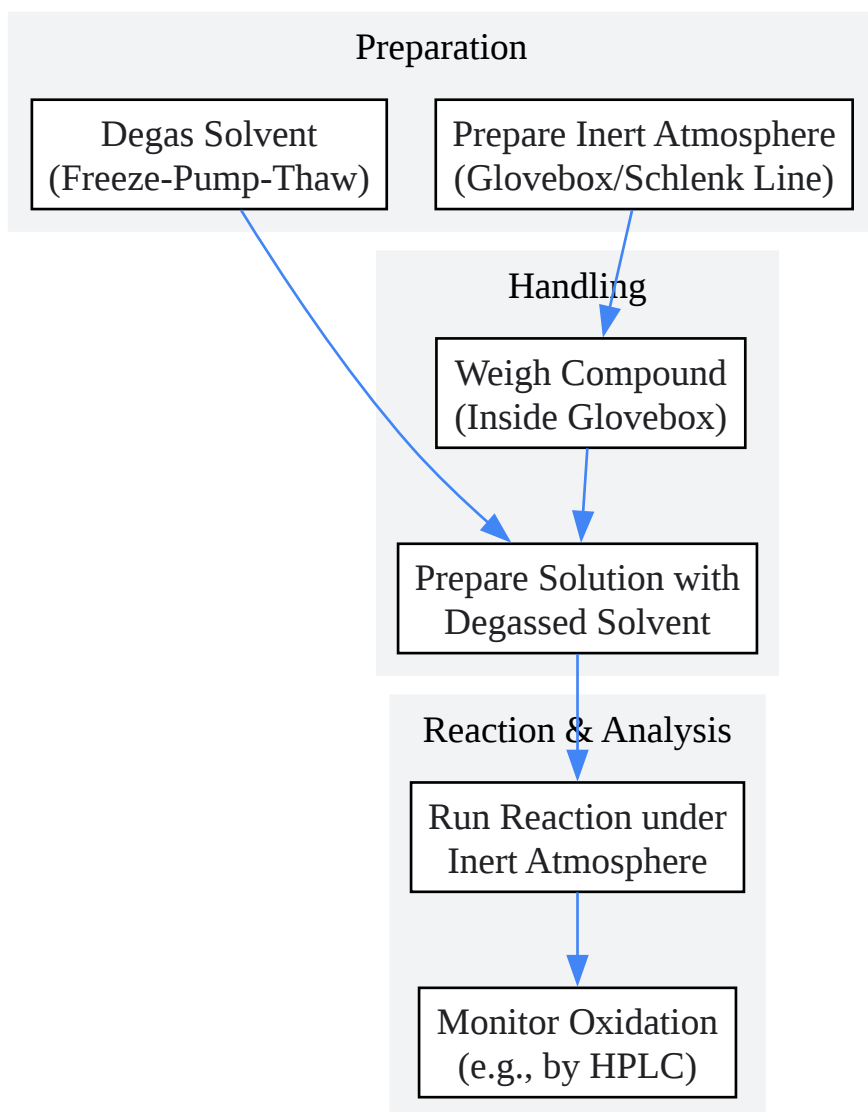 Preparation
Degas Solvent
(Freeze-Pump-Thaw)
Prepare Inert Atmosphere
(Glovebox/Schlenk Line)
Handling
Weigh Compound
(Inside Glovebox)
Prepare Solution with
Degassed Solvent
Reaction & Analysis
Run Reaction under
Inert Atmosphere
Monitor Oxidation
(e.g., by HPLC)